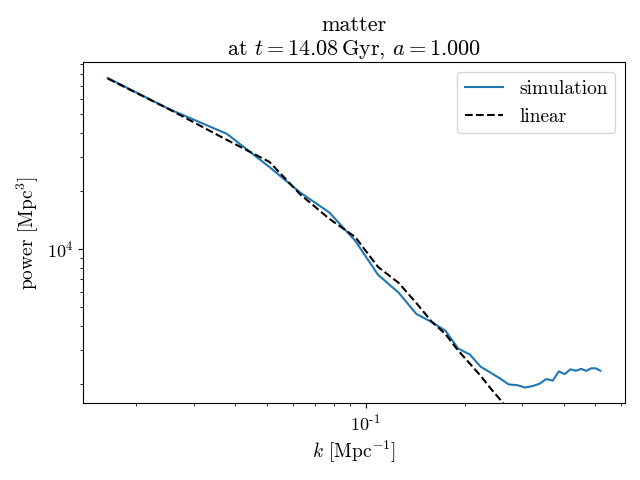 matter
at t = 14.08 Gyr, a = 1.000
simulation
linear
power [Mpc³]
10⁴
10⁻¹
k [Mpc⁻¹]